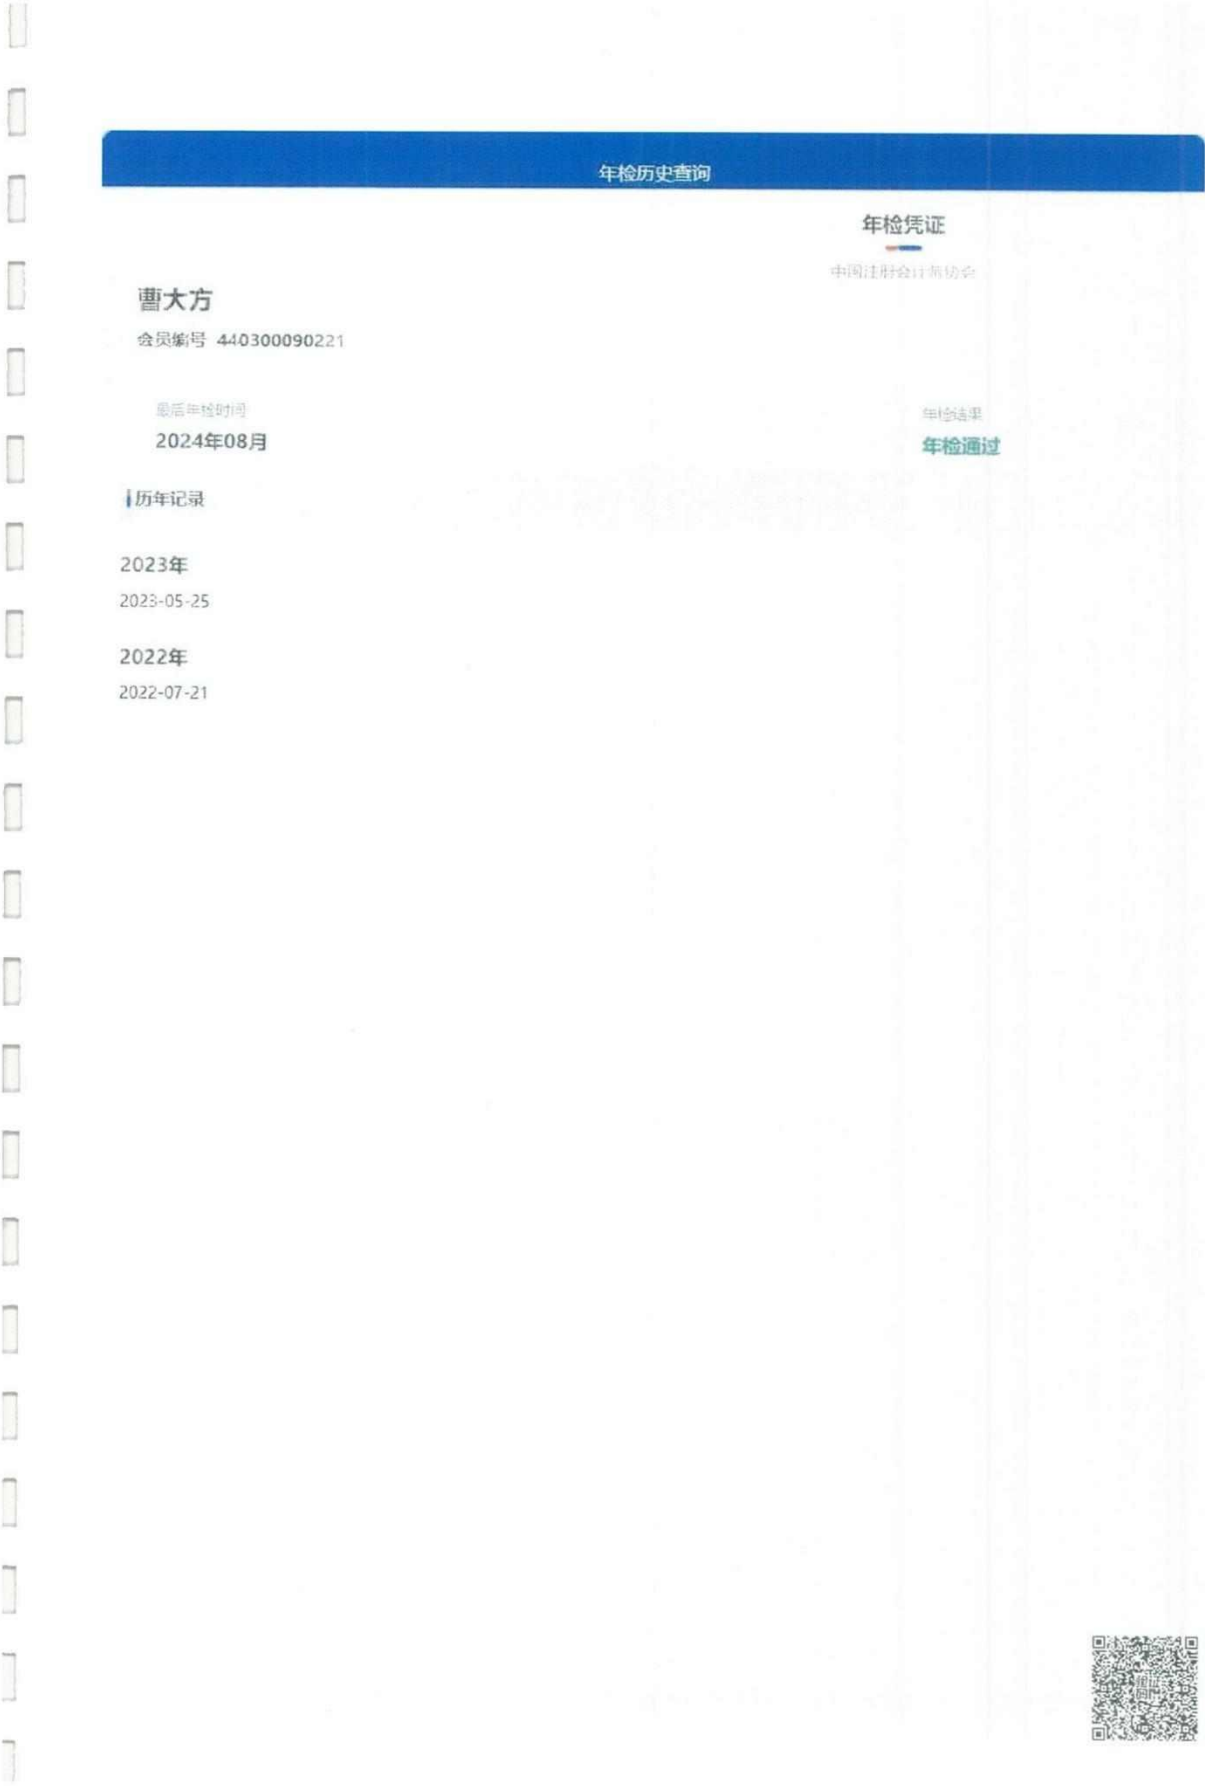 年检历史查询
年检凭证
中国注册会计师协会
曹大方
会员编号 440300090221
最后年检时间
2024年08月
年检结果
年检通过
历年记录
2023年
2023-05-25
2022年
2022-07-21